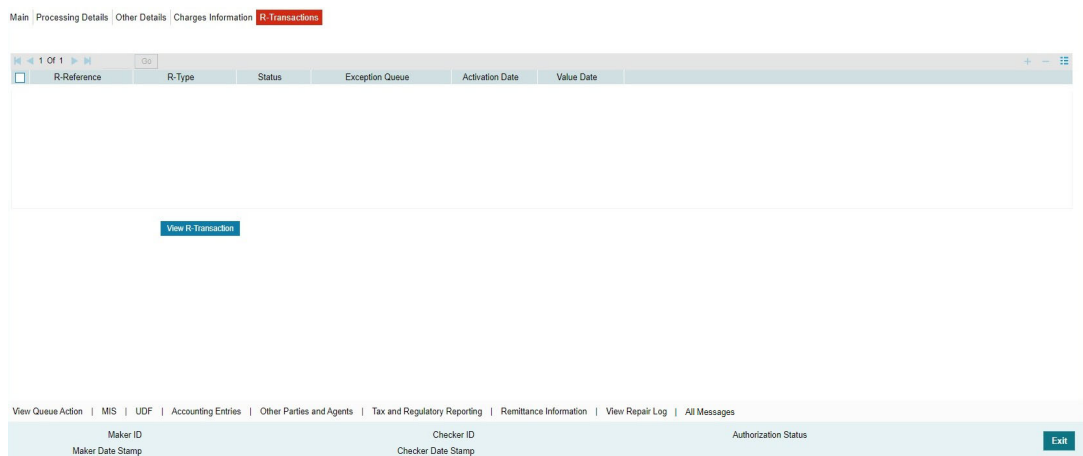 Main Processing Details Other Details Charges Information R-Transactions
1 Of 1 Go
R-Reference R-Type Status Exception Queue Activation Date Value Date
View R-Transaction
View Queue Action | MIS | UDF | Accounting Entries | Other Parties and Agents | Tax and Regulatory Reporting | Remittance Information | View Repair Log | All Messages
Maker ID Checker ID Authorization Status
Exit
Maker Date Stamp Checker Date Stamp